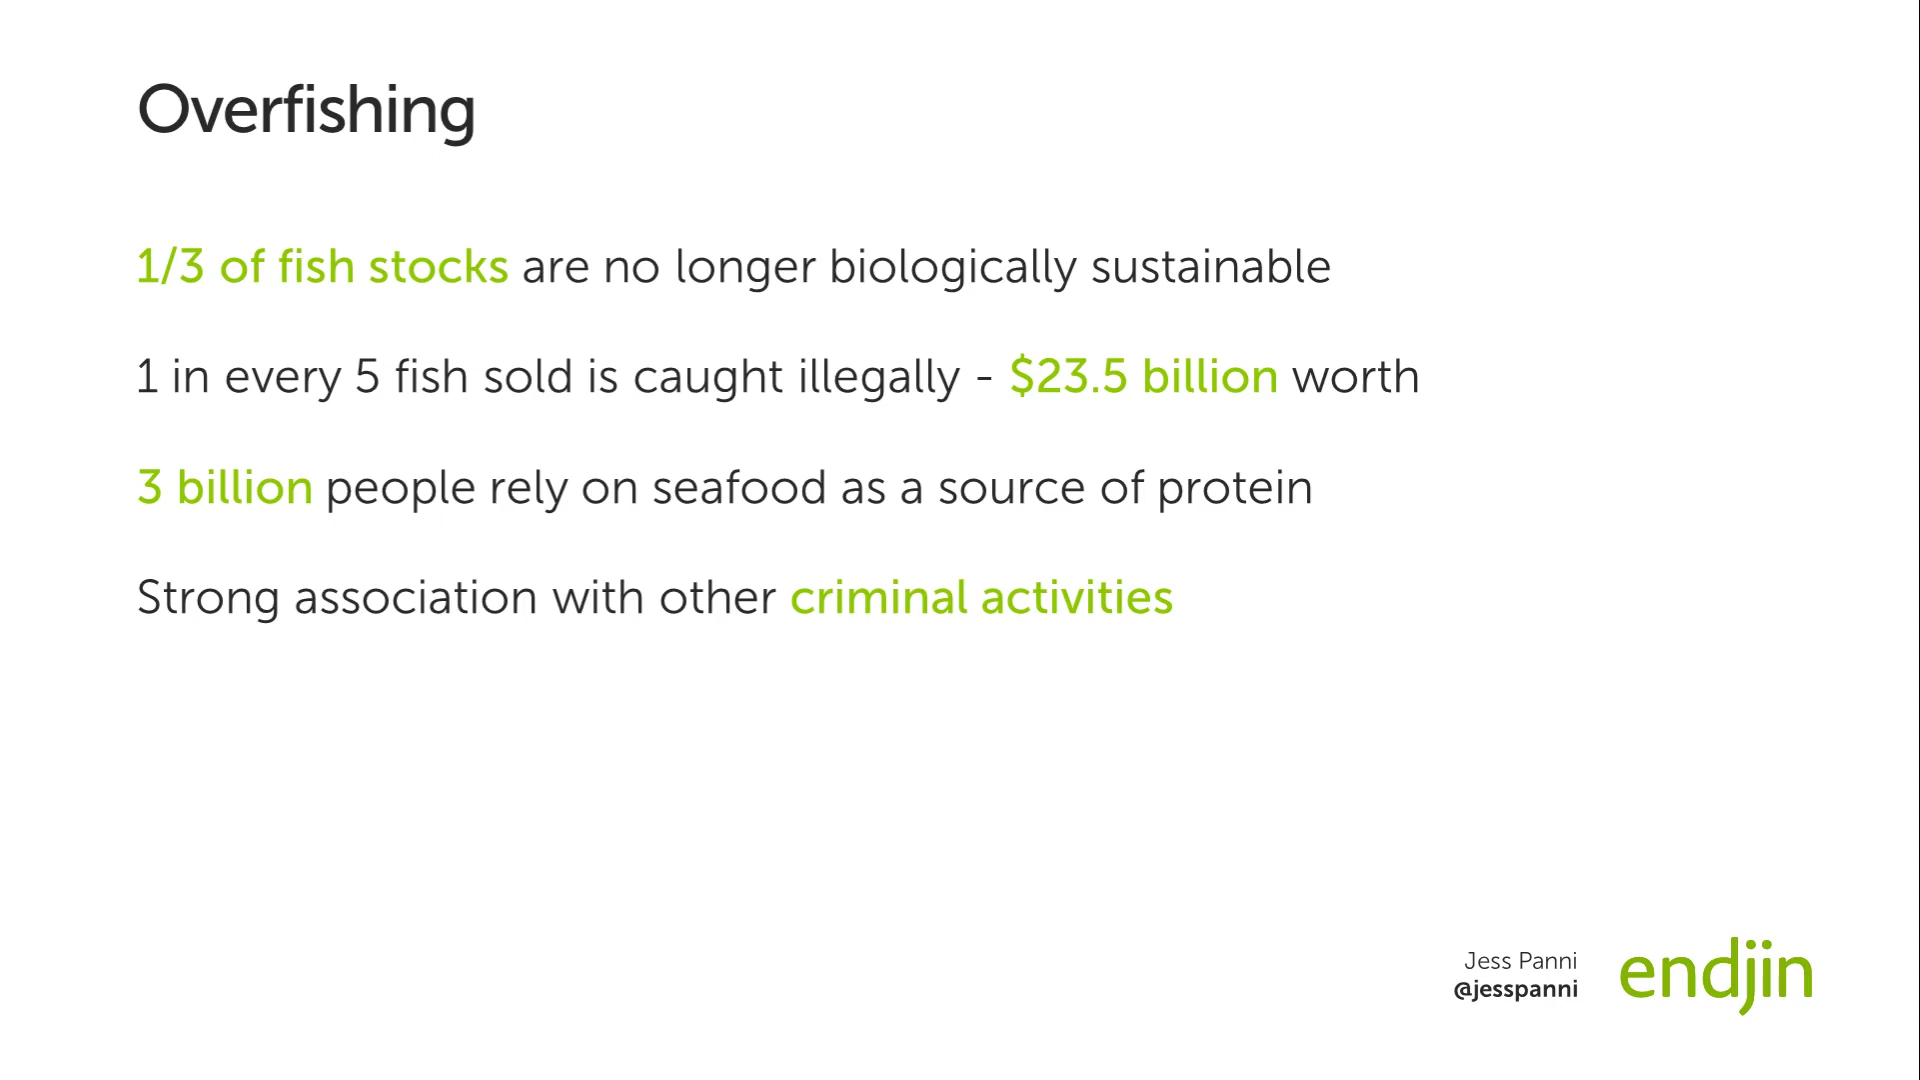 Overfishing
1/3 of fish stocks are no longer biologically sustainable
1 in every 5 fish sold is caught illegally - $23.5 billion worth
3 billion people rely on seafood as a source of protein
Strong association with other criminal activities
Jess Panni
@jesspanni
endjin